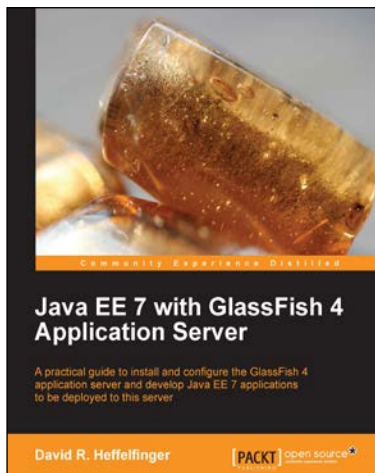 Community Experience Distilled
Java EE 7 with GlassFish 4
Application Server
A practical guide to install and configure the GlassFish 4
application server and develop Java EE 7 applications
to be deployed to this server
David R. Heffelfinger
[PACKT] open source*
PUBLISHING